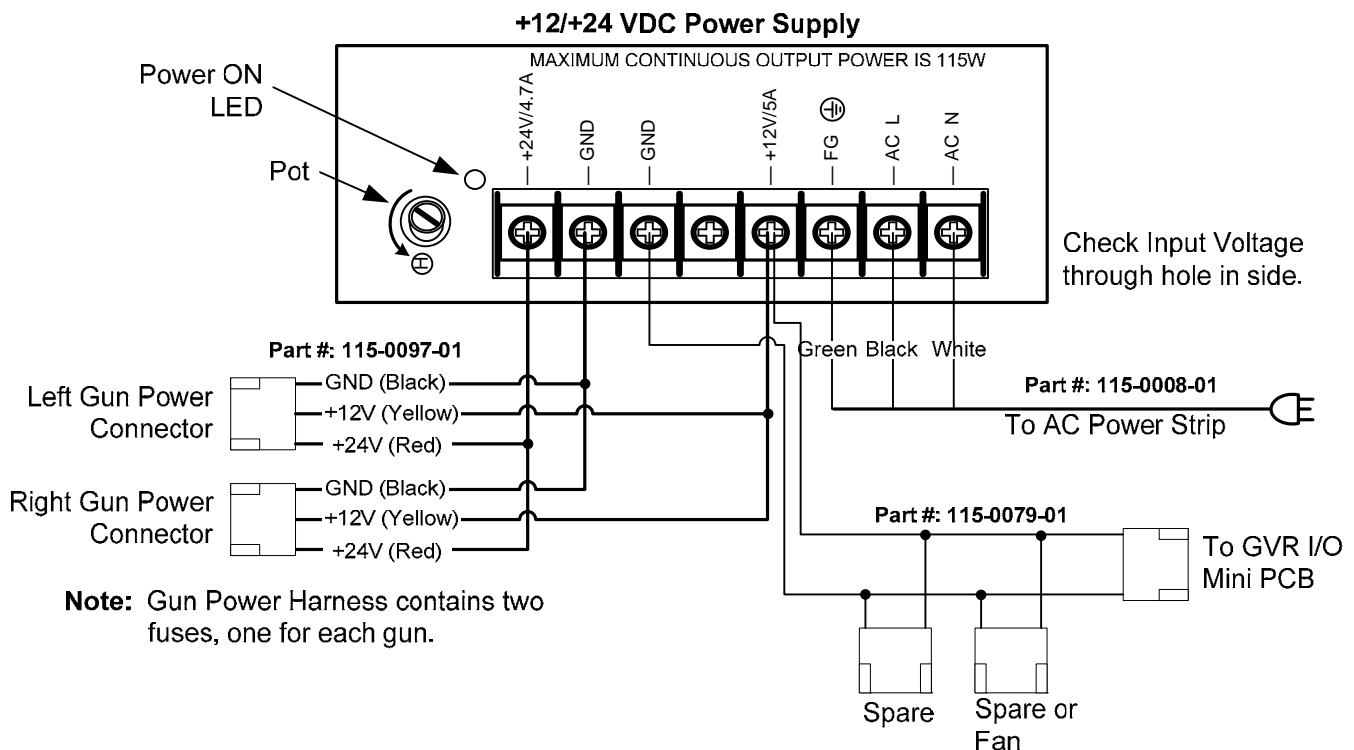 +12/+24 VDC Power Supply
MAXIMUM CONTINUOUS OUTPUT POWER IS 115W
Power ON
LED
Pot
H
+24V/4.7A
GND
GND
+12V/5A
FG
AC L
AC N
Check Input Voltage
through hole in side.
Green Black White
Part #: 115-0097-01
Left Gun Power
Connector
GND (Black)
+12V (Yellow)
+24V (Red)
Part #: 115-0008-01
To AC Power Strip
Right Gun Power
Connector
GND (Black)
+12V (Yellow)
+24V (Red)
Part #: 115-0079-01
To GVR I/O
Mini PCB
Note: Gun Power Harness contains two
fuses, one for each gun.
Spare
Spare or
Fan